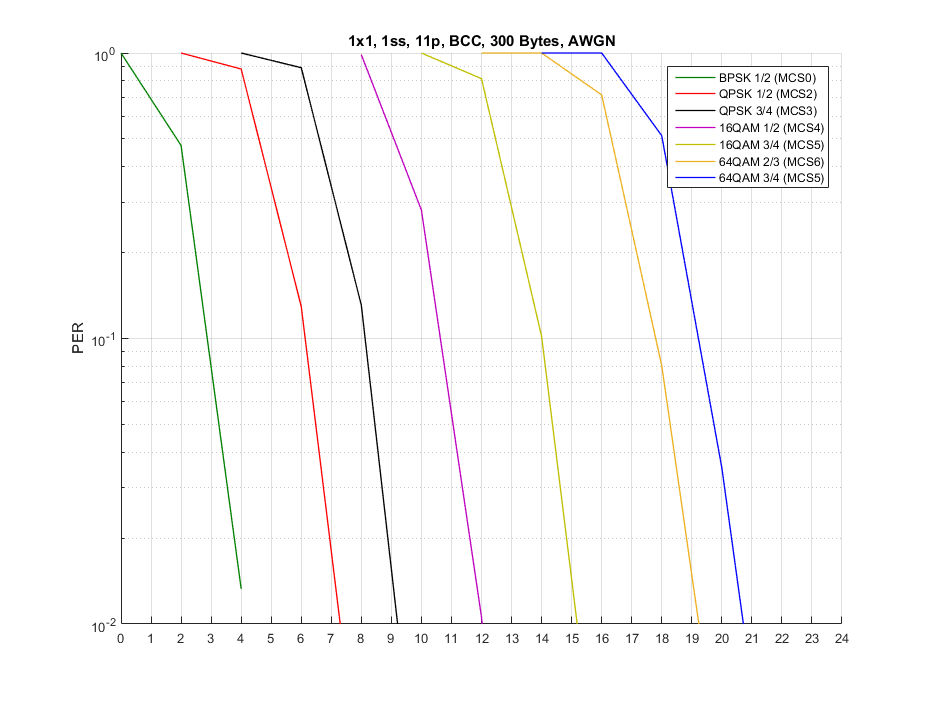 1x1, 1ss, 11p, BCC, 300 Bytes, AWGN
10^0
BPSK 1/2 (MCS0)
QPSK 1/2 (MCS2)
QPSK 3/4 (MCS3)
16QAM 1/2 (MCS4)
16QAM 3/4 (MCS5)
64QAM 2/3 (MCS6)
64QAM 3/4 (MCS5)
PER
10^-1
10^-2
0 1 2 3 4 5 6 7 8 9 10 11 12 13 14 15 16 17 18 19 20 21 22 23 24